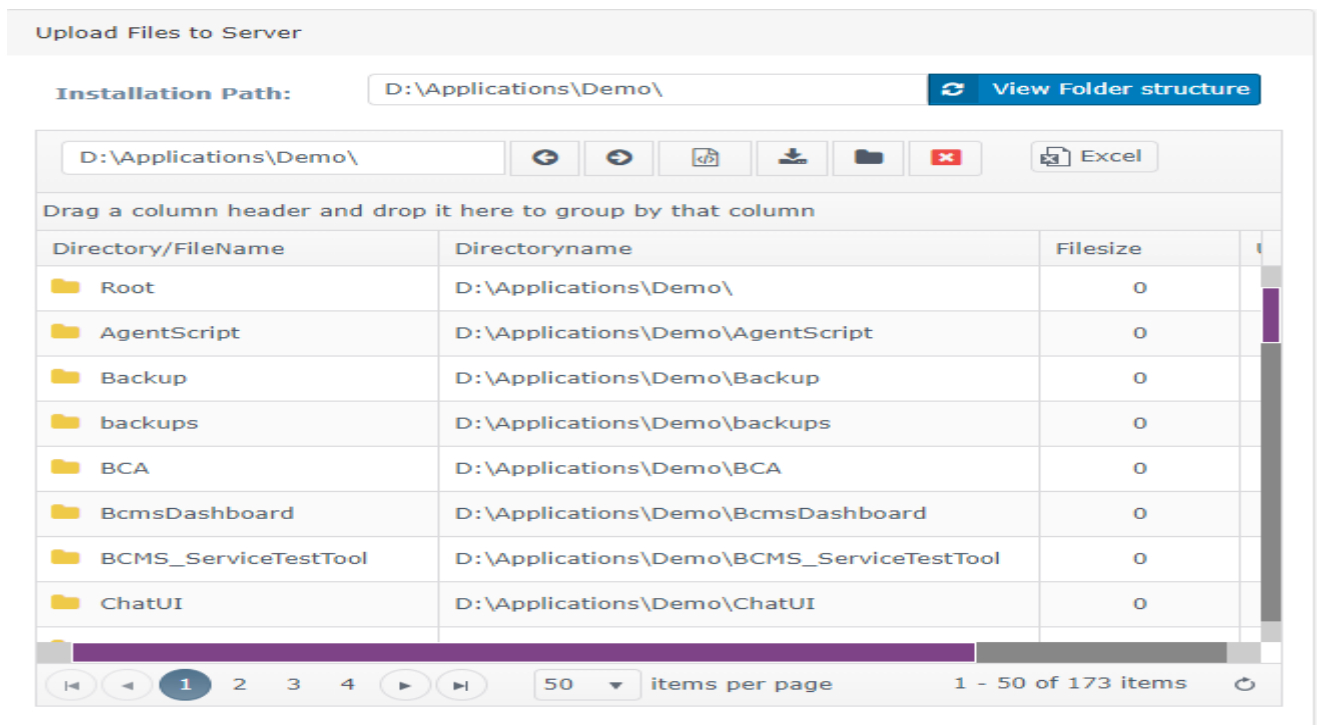 Upload Files to Server
Installation Path: D:\Applications\Demo\ View Folder structure
D:\Applications\Demo\ Excel
Drag a column header and drop it here to group by that column
Directory/FileName Directoryname Filesize
Root D:\Applications\Demo\ 0
AgentScript D:\Applications\Demo\AgentScript 0
Backup D:\Applications\Demo\Backup 0
backups D:\Applications\Demo\backups 0
BCA D:\Applications\Demo\BCA 0
BcmsDashboard D:\Applications\Demo\BcmsDashboard 0
BCMS_ServiceTestTool D:\Applications\Demo\BCMS_ServiceTestTool 0
ChatUI D:\Applications\Demo\ChatUI 0
1 2 3 4 50 items per page 1 - 50 of 173 items